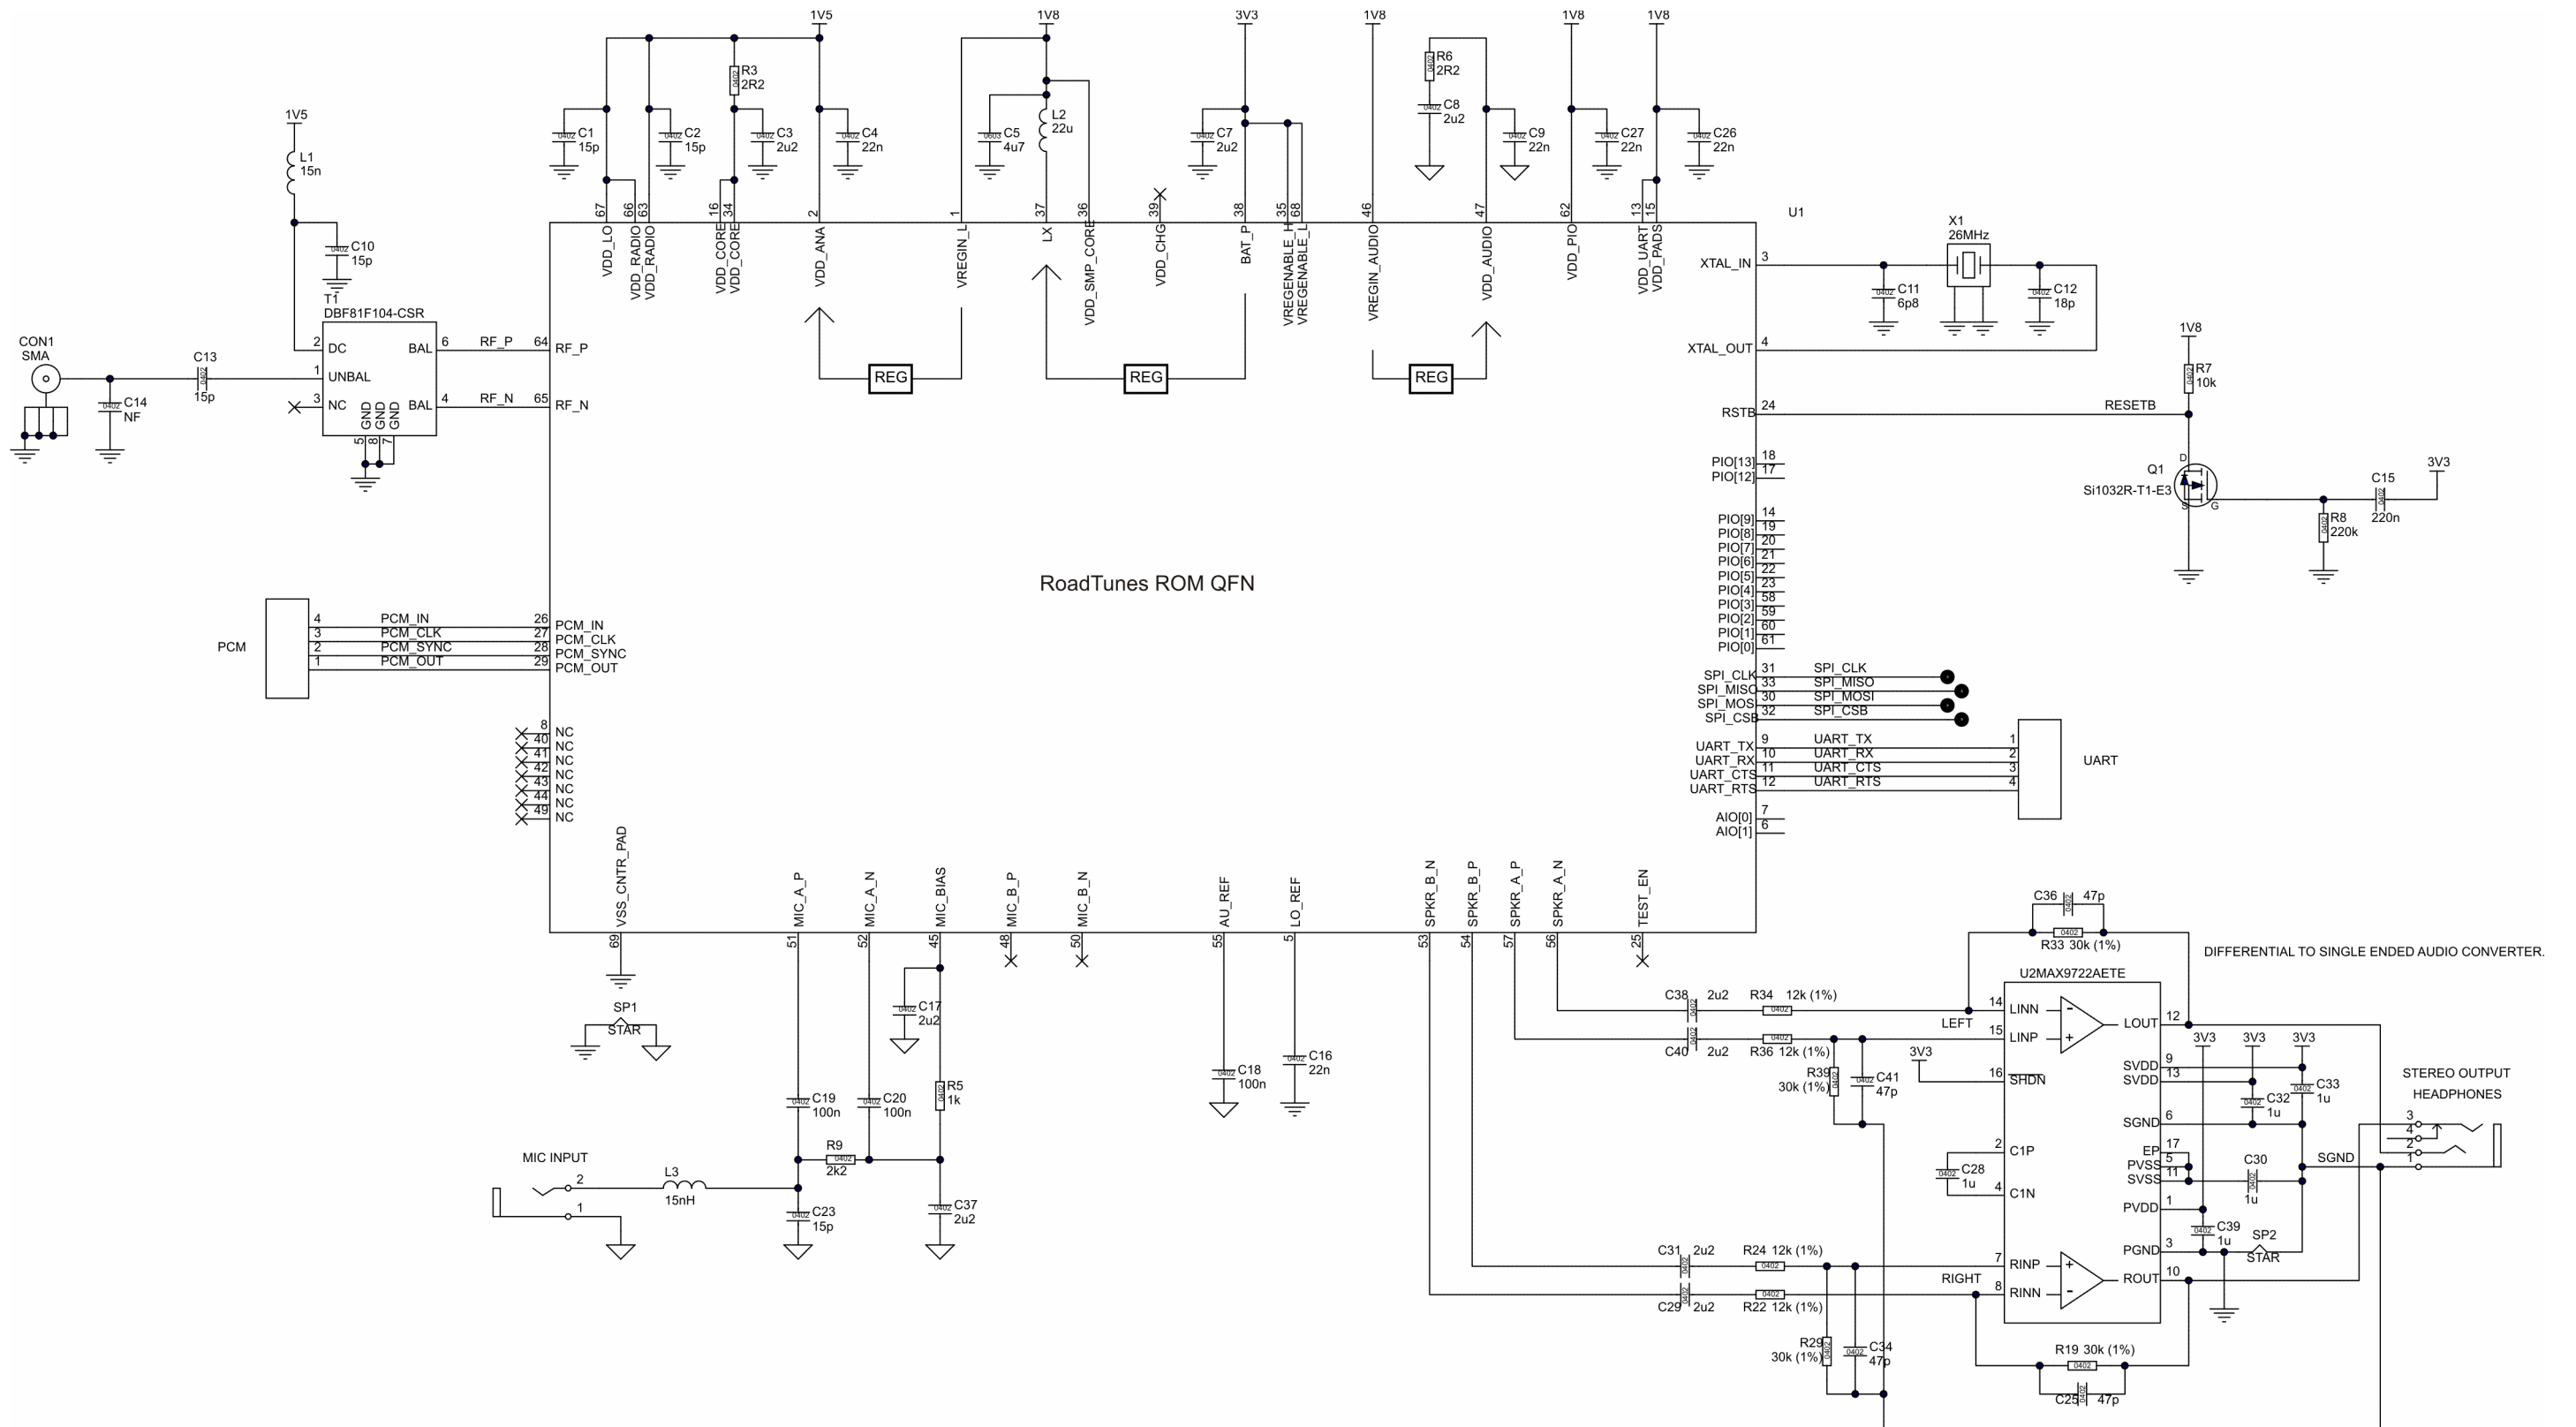 1V5
1V8
3V3
1V8
1V8
1V8
R3
2R2
R6
2R2
C8
2u2
L2
22u
C1
15p
C2
15p
C3
2u2
C4
22n
C5
4u7
C7
2u2
C9
22n
C27
22n
C26
22n
1V5
L1
15n
C10
15p
67
66
63
16
34
2
1
37
36
39
38
35
68
46
47
62
13
15
VDD_LO
VDD_RADIO
VDD_RADIO
VDD_CORE
VDD_CORE
VDD_ANA
VREGIN_L
LX
VDD_SMP_CORE
VDD_CHG
BAT_P
VREGENABLE_H
VREGENABLE_L
VREGIN_AUDIO
VDD_AUDIO
VDD_PIO
VDD_UART
VDD_PADS
REG
REG
REG
U1
X1
26MHz
XTAL_IN 3
C11
6p8
C12
18p
XTAL_OUT 4
T1
DBF81F104-CSR
2 DC BAL 6 RF_P 64 RF_P
1 UNBAL
3 NC BAL 4 RF_N 65 RF_N
GND
GND
GND
5
8
7
CON1
SMA
C13
15p
C14
NF
1V8
R7
10k
RSTB 24 RESETB
D
Q1
Si1032R-T1-E3
S
G
C15
220n
3V3
R8
220k
PIO[13] 18
PIO[12] 17
PIO[9] 14
PIO[8] 19
PIO[7] 20
PIO[6] 21
PIO[5] 22
PIO[4] 23
PIO[3] 58
PIO[2] 59
PIO[1] 60
PIO[0] 61
RoadTunes ROM QFN
PCM
4 PCM_IN 26 PCM_IN
3 PCM_CLK 27 PCM_CLK
2 PCM_SYNC 28 PCM_SYNC
1 PCM_OUT 29 PCM_OUT
SPI_CLK 31 SPI_CLK
SPI_MISO 33 SPI_MISO
SPI_MOSI 30 SPI_MOSI
SPI_CSB 32 SPI_CSB
UART_TX 9 UART_TX 1
UART_RX 10 UART_RX 2
UART_CTS 11 UART_CTS 3
UART_RTS 12 UART_RTS 4
UART
AIO[0] 7
AIO[1] 6
8 NC
40 NC
41 NC
42 NC
43 NC
44 NC
49 NC
VSS_CNTR_PAD
MIC_A_P
MIC_A_N
MIC_BIAS
MIC_B_P
MIC_B_N
AU_REF
LO_REF
SPKR_B_N
SPKR_B_P
SPKR_A_P
SPKR_A_N
TEST_EN
69
51
52
45
48
50
55
5
53
54
57
56
25
SP1
STAR
C17
2u2
R5
1k
C18
100n
C16
22n
C19
100n
C20
100n
R9
2k2
MIC INPUT
2
1
L3
15nH
C23
15p
C37
2u2
C36 47p
R33 30k (1%)
DIFFERENTIAL TO SINGLE ENDED AUDIO CONVERTER.
U2MAX9722AETE
C38 2u2 R34 12k (1%)
C40 2u2 R36 12k (1%)
R39
30k (1%)
C41
47p
LEFT
14 LINN
15 LINP
3V3
16 SHDN
2 C1P
4 C1N
C28
1u
7 RINP
8 RINN
RIGHT
LOUT 12
SVDD 9
SVDD 13
SGND 6
EP 17
PVSS 5
SVSS 11
PVDD 1
PGND 3
ROUT 10
3V3
3V3
3V3
C33
1u
C32
1u
C30
1u
C39
1u
SP2
STAR
SGND
STEREO OUTPUT
HEADPHONES
3
4
2
1
C31 2u2 R24 12k (1%)
C29 2u2 R22 12k (1%)
R29
30k (1%)
C34
47p
R19 30k (1%)
C25 47p